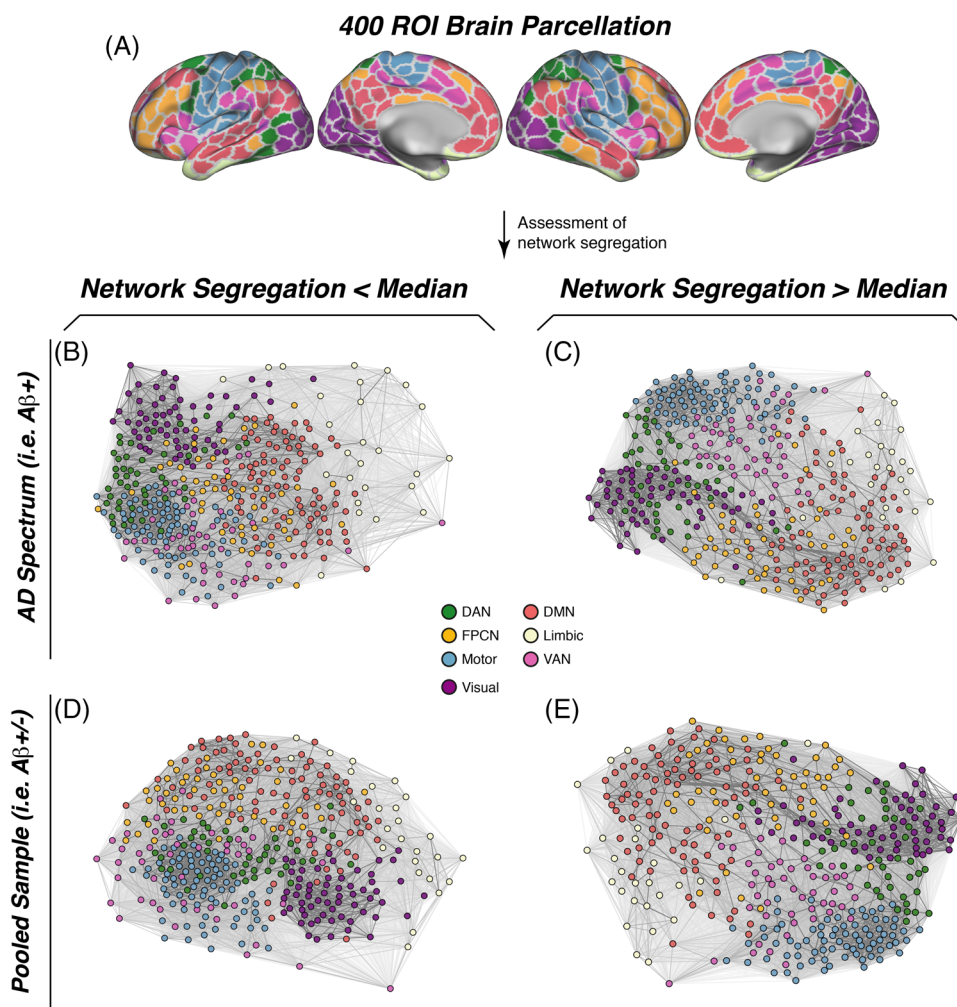 400 ROI Brain Parcellation
(A)
Assessment of
network segregation
Network Segregation < Median
Network Segregation > Median
AD Spectrum (i.e. Aβ+)
(B)
(C)
DAN
DMN
FPCN
Limbic
Motor
VAN
Visual
Pooled Sample (i.e. Aβ+/-)
(D)
(E)